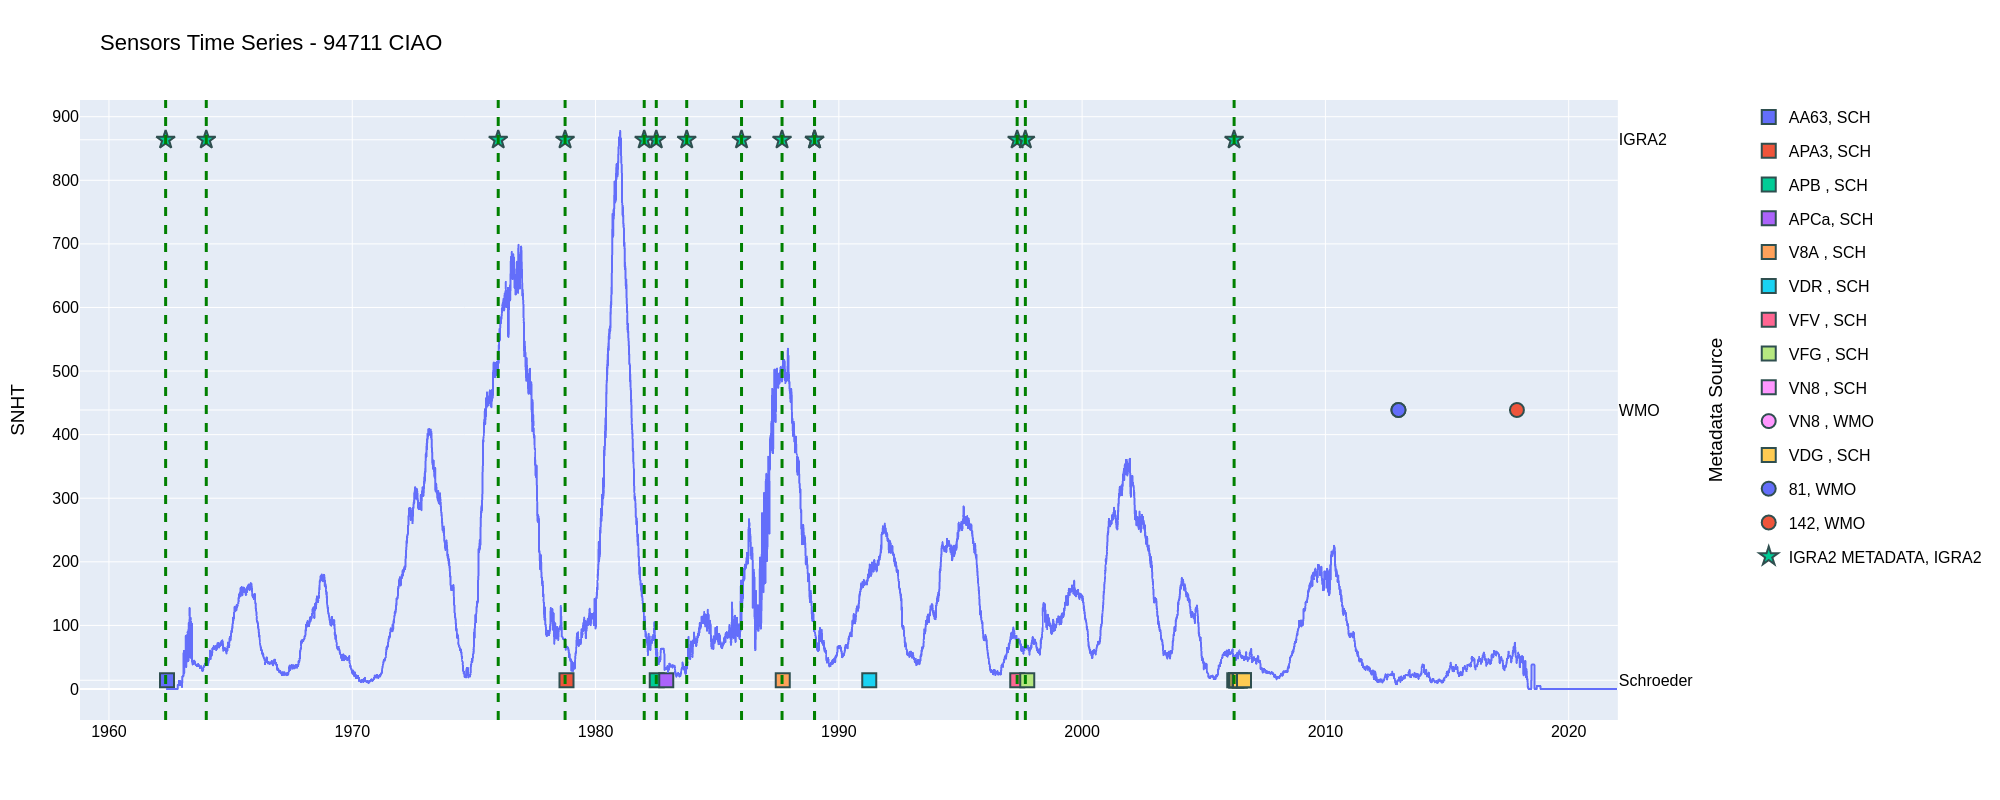 Sensors Time Series - 94711 CIAO
SNHT
900
800
700
600
500
400
300
200
100
0
1960
1970
1980
1990
2000
2010
2020
IGRA2
WMO
Schroeder
Metadata Source
AA63, SCH
APA3, SCH
APB , SCH
APCa, SCH
V8A , SCH
VDR , SCH
VFV , SCH
VFG , SCH
VN8 , SCH
VN8 , WMO
VDG , SCH
81, WMO
142, WMO
IGRA2 METADATA, IGRA2